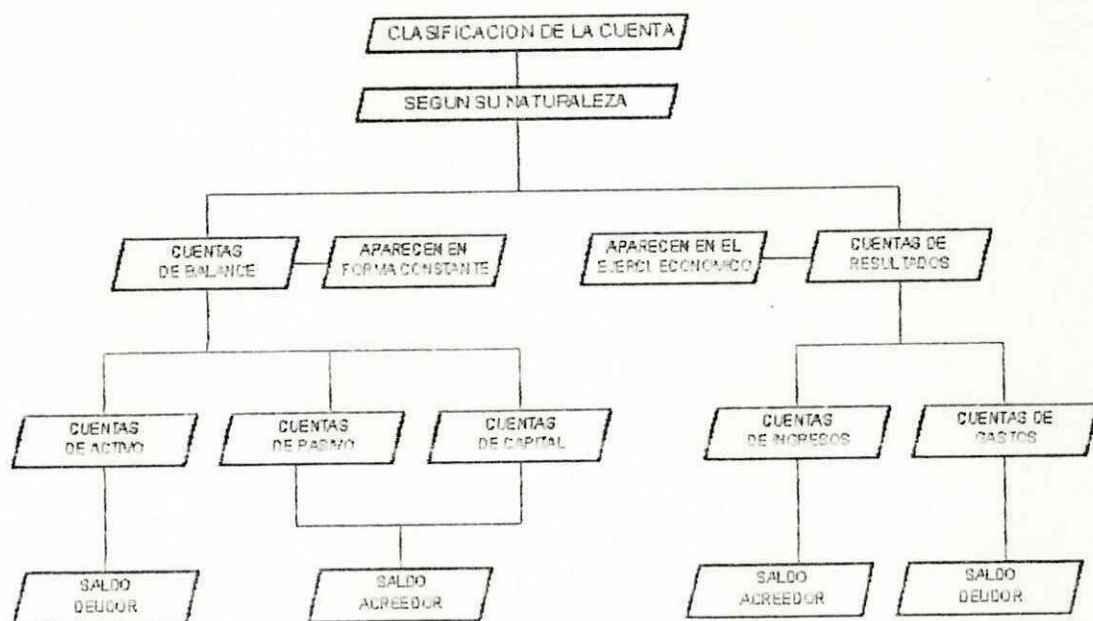 CLASIFICACION DE LA CUENTA
SEGUN SU NATURALEZA
CUENTAS
DE BALANCE
APARECEN EN
FORMA CONSTANTE
APARECEN EN EL
EJERCI. ECONOMICO
CUENTAS DE
RESULTADOS
CUENTAS
DE ACTIVO
CUENTAS
DE PASIVO
CUENTAS
DE CAPITAL
CUENTAS
DE INGRESOS
CUENTAS DE
GASTOS
SALDO
DEUDOR
SALDO
ACREEDOR
SALDO
ACREEDOR
SALDO
DEUDOR